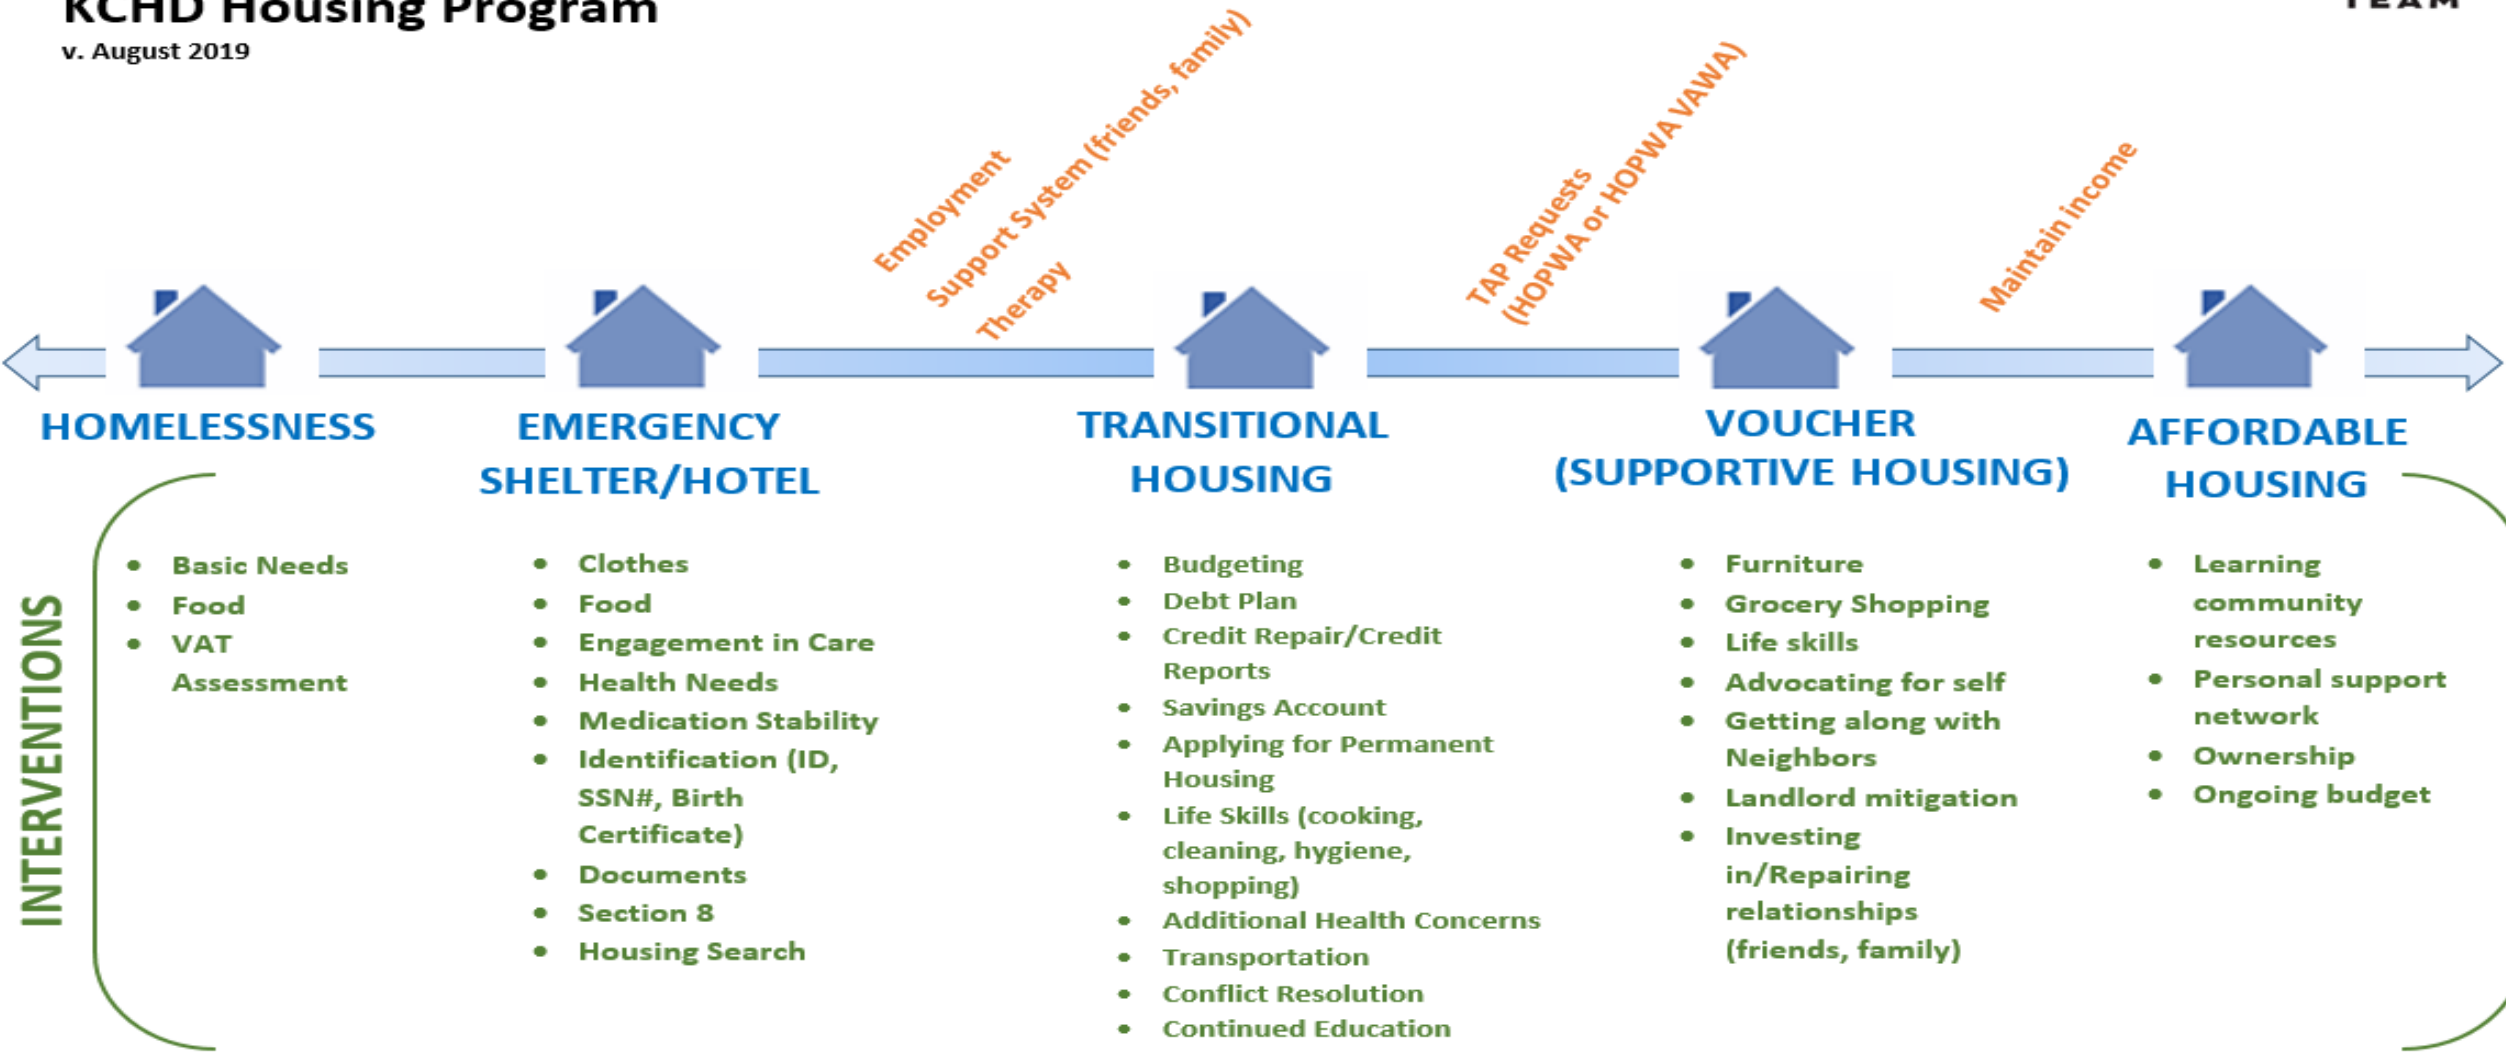 KCHD Housing Program
v. August 2019
TEAM
Employment
Support System (friends, family)
Therapy
TAP Requests
(HOPWA or HOPWA VAWA)
Maintain income
HOMELESSNESS
EMERGENCY
SHELTER/HOTEL
TRANSITIONAL
HOUSING
VOUCHER
(SUPPORTIVE HOUSING)
AFFORDABLE
HOUSING
INTERVENTIONS
• Basic Needs
• Food
• VAT
Assessment
• Clothes
• Food
• Engagement in Care
• Health Needs
• Medication Stability
• Identification (ID,
SSN#, Birth
Certificate)
• Documents
• Section 8
• Housing Search
• Budgeting
• Debt Plan
• Credit Repair/Credit
Reports
• Savings Account
• Applying for Permanent
Housing
• Life Skills (cooking,
cleaning, hygiene,
shopping)
• Additional Health Concerns
• Transportation
• Conflict Resolution
• Continued Education
• Furniture
• Grocery Shopping
• Life skills
• Advocating for self
• Getting along with
Neighbors
• Landlord mitigation
• Investing
in/Repairing
relationships
(friends, family)
• Learning
community
resources
• Personal support
network
• Ownership
• Ongoing budget